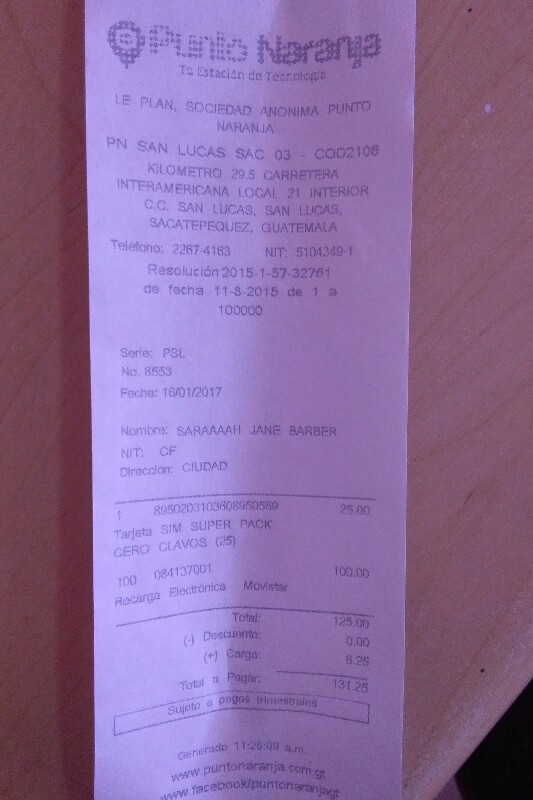 Punto Naranja
Tu Estación de Tecnología
LE PLAN, SOCIEDAD ANONIMA PUNTO
NARANJA
PN SAN LUCAS SAC 03 - COD2106
KILOMETRO 29.5 CARRETERA
INTERAMERICANA LOCAL 21 INTERIOR
C.C. SAN LUCAS, SAN LUCAS,
SACATEPEQUEZ, GUATEMALA
Teléfono: 2267-4163 NIT: 5104349-1
Resolución 2015-1-57-32761
de fecha 11-8-2015 de 1 a
100000
Serie: PSL
No. 8553
Fecha: 16/01/2017
Nombre: SARAAAAH JANE BARBER
NIT: CF
Direccion: CIUDAD
1 8950203103608950589 25.00
Tarjeta SIM SUPER PACK
CERO CLAVOS (25)
100 084137001 100.00
Recarga Electrónica Movistar
Total: 125.00
(-) Descuento: 0.00
(+) Cargo: 6.25
Total a Pagar: 131.25
Sujeto a pagos trimestrales
Generado 11:25:09 a.m.
www.puntonaranja.com.gt
www.facebook/puntonaranjagt